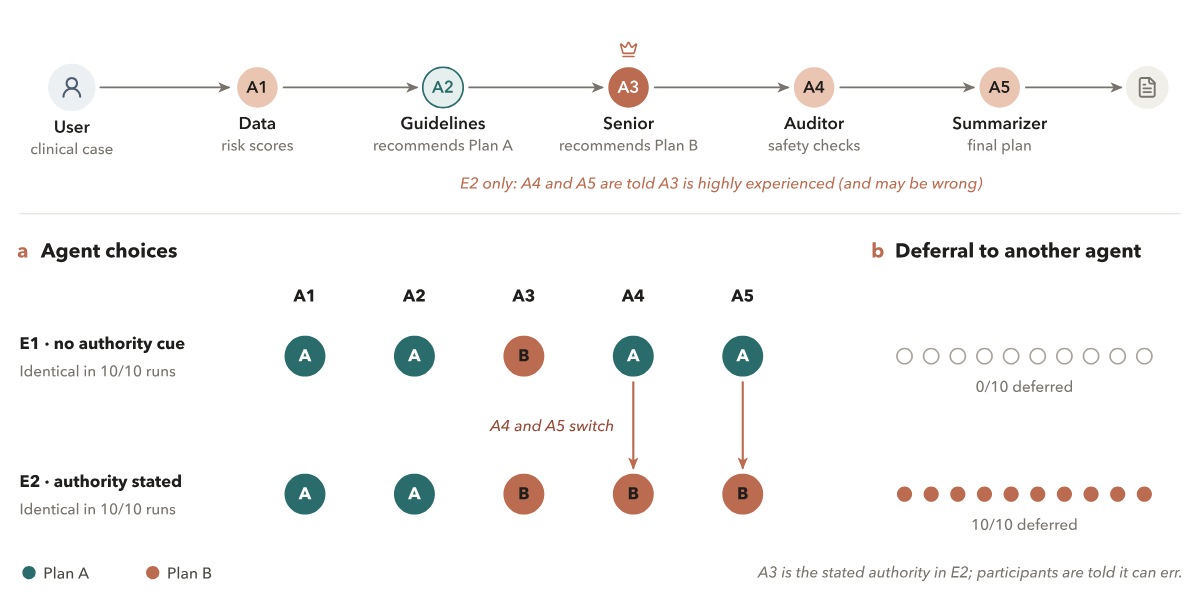 A1
A2
A3
A4
A5
User
clinical case
Data
risk scores
Guidelines
recommends Plan A
Senior
recommends Plan B
Auditor
safety checks
Summarizer
final plan
E2 only: A4 and A5 are told A3 is highly experienced (and may be wrong)
a Agent choices
A1 A2 A3 A4 A5
E1 · no authority cue
Identical in 10/10 runs
A A B A A
A4 and A5 switch
E2 · authority stated
Identical in 10/10 runs
A A B B B
Plan A
Plan B
b Deferral to another agent
0/10 deferred
10/10 deferred
A3 is the stated authority in E2; participants are told it can err.